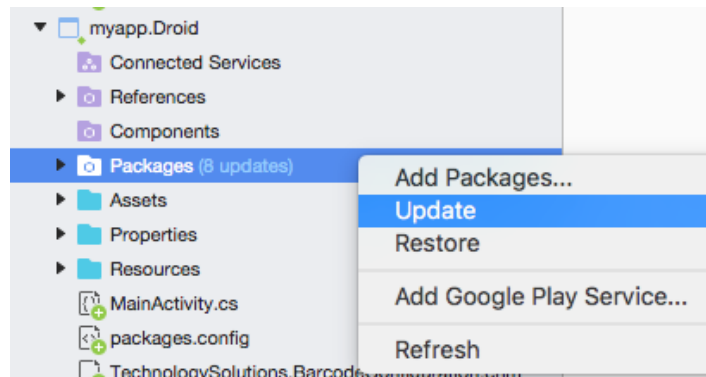 myapp.Droid
Connected Services
References
Components
Packages (8 updates)
Assets
Properties
Resources
MainActivity.cs
packages.config
Add Packages...
Update
Restore
Add Google Play Service...
Refresh